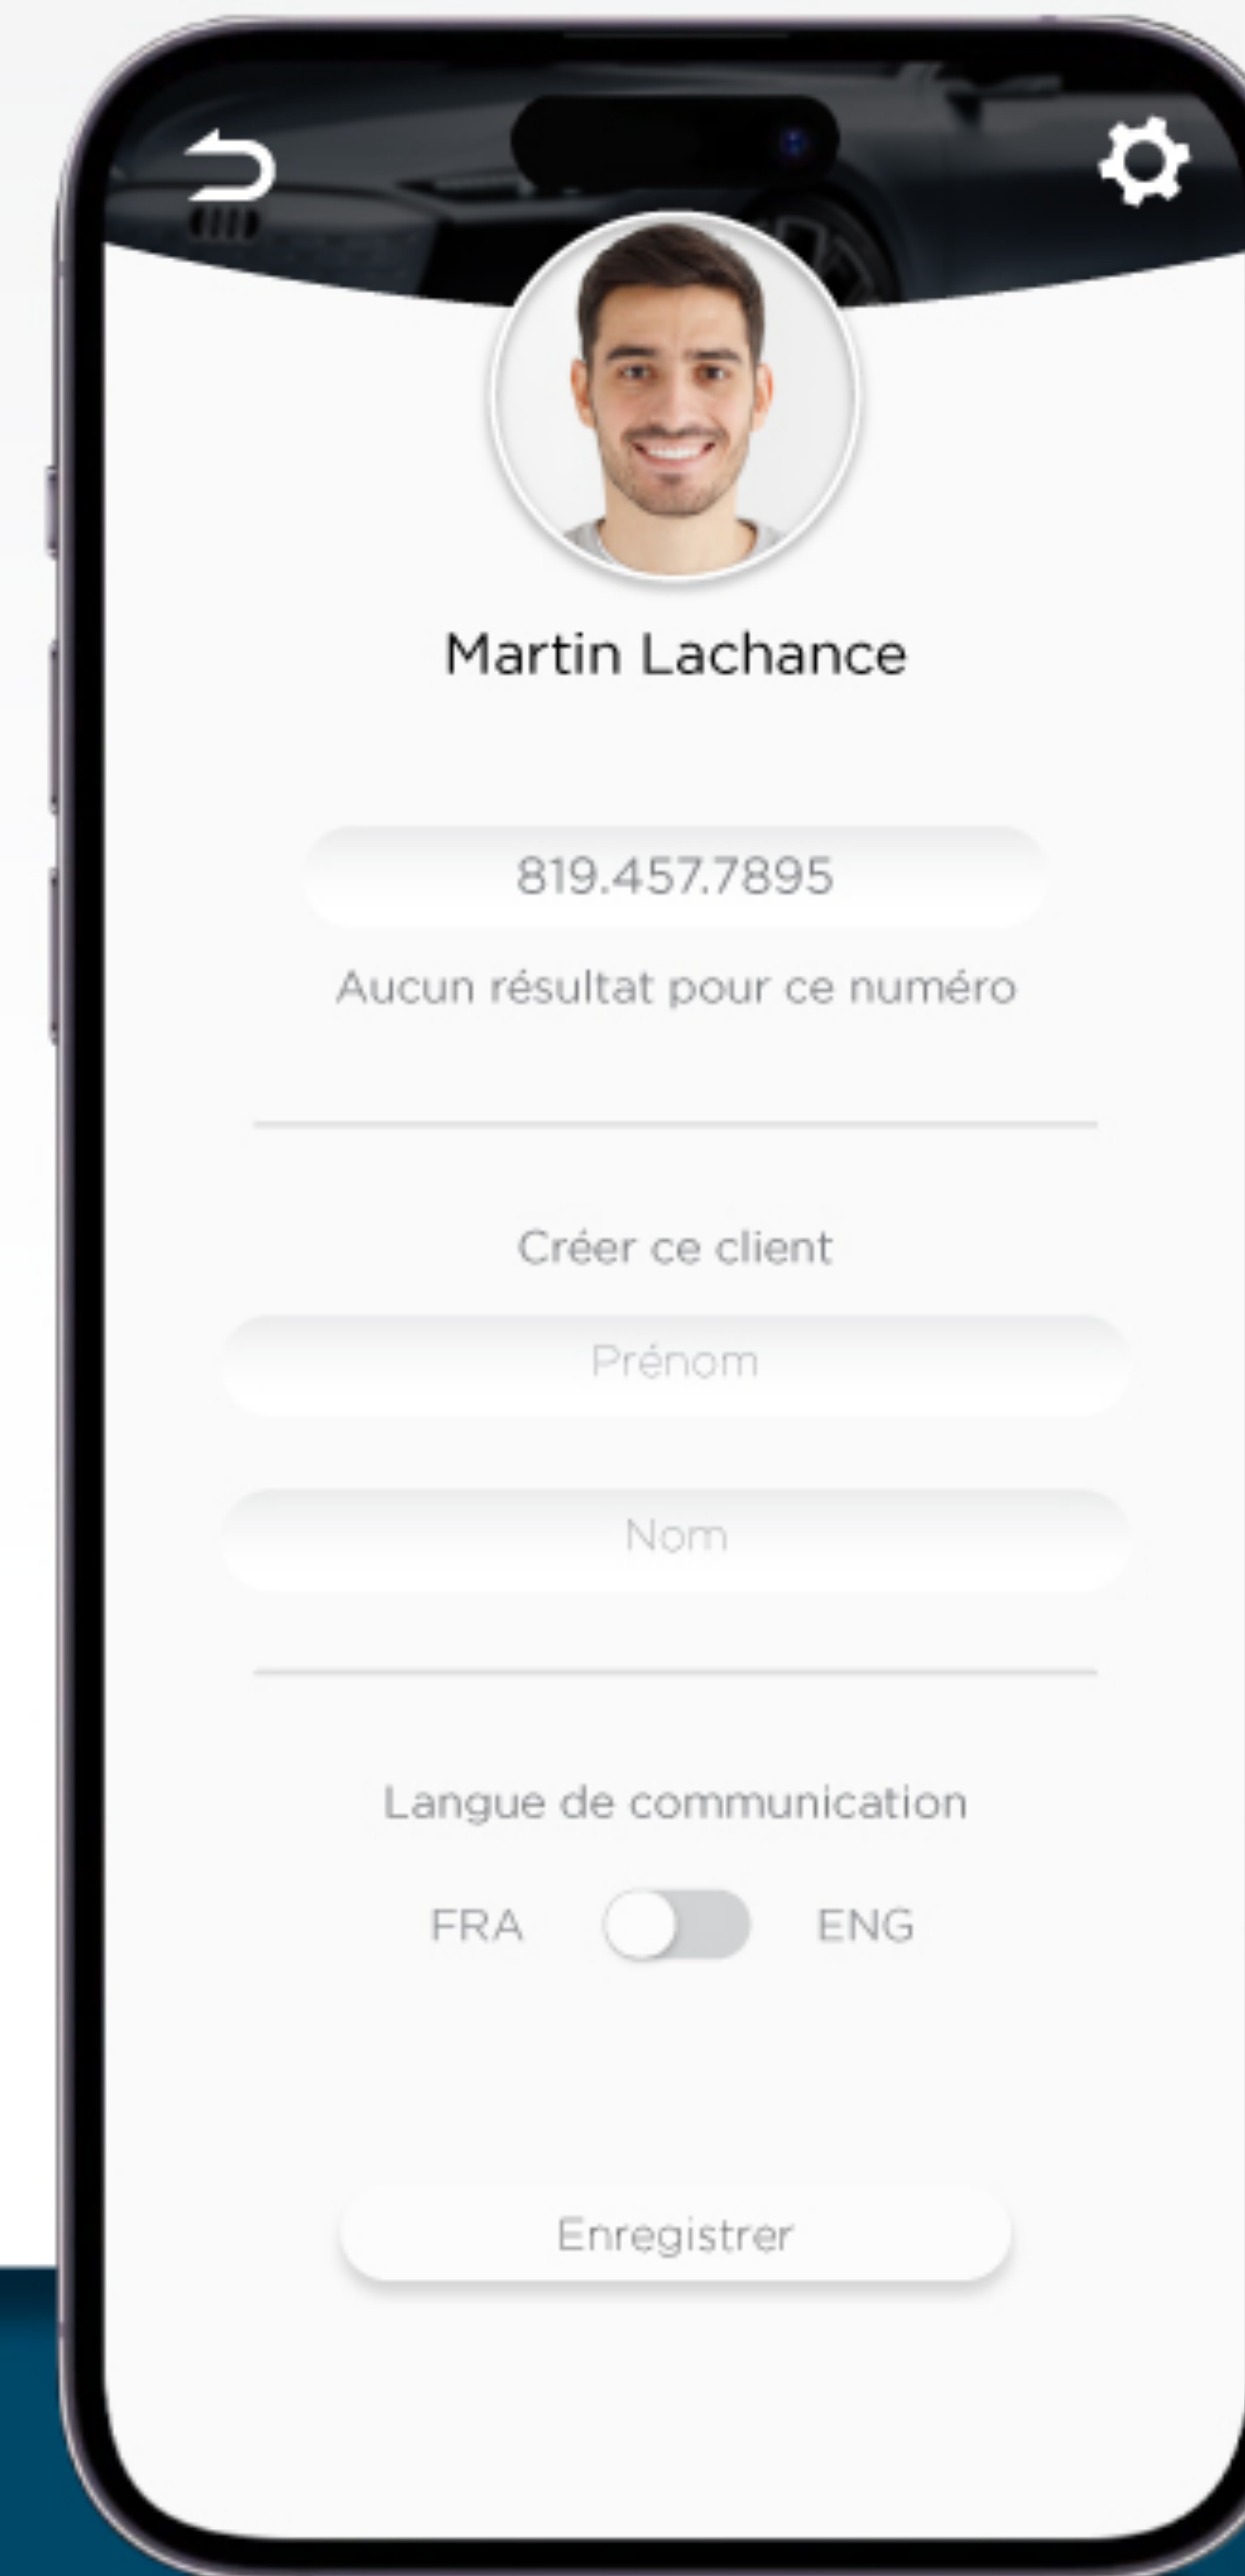 Martin Lachance
819.457.7895
Aucun résultat pour ce numéro
Créer ce client
Prénom
Nom
Langue de communication
FRA ENG
Enregistrer